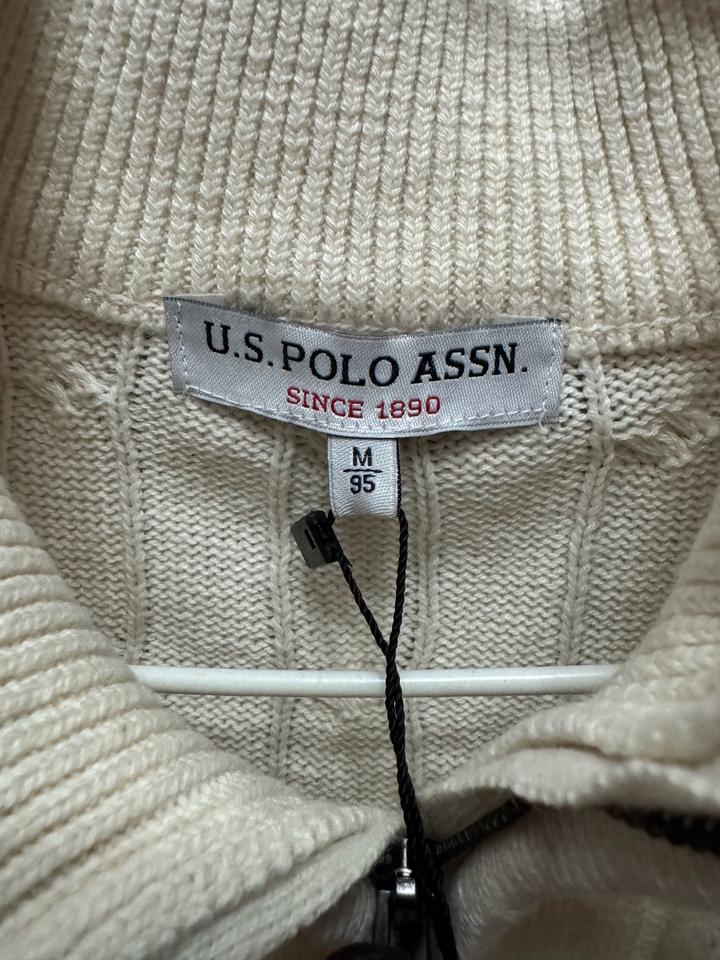 U.S. POLO ASSN.
SINCE 1890
M
95